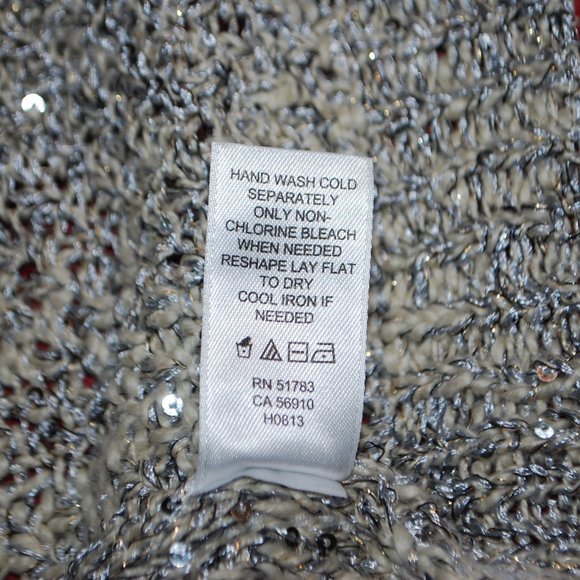 HAND WASH COLD
SEPARATELY
ONLY NON-
CHLORINE BLEACH
WHEN NEEDED
RESHAPE LAY FLAT
TO DRY
COOL IRON IF
NEEDED
RN 51783
CA 56910
H0813